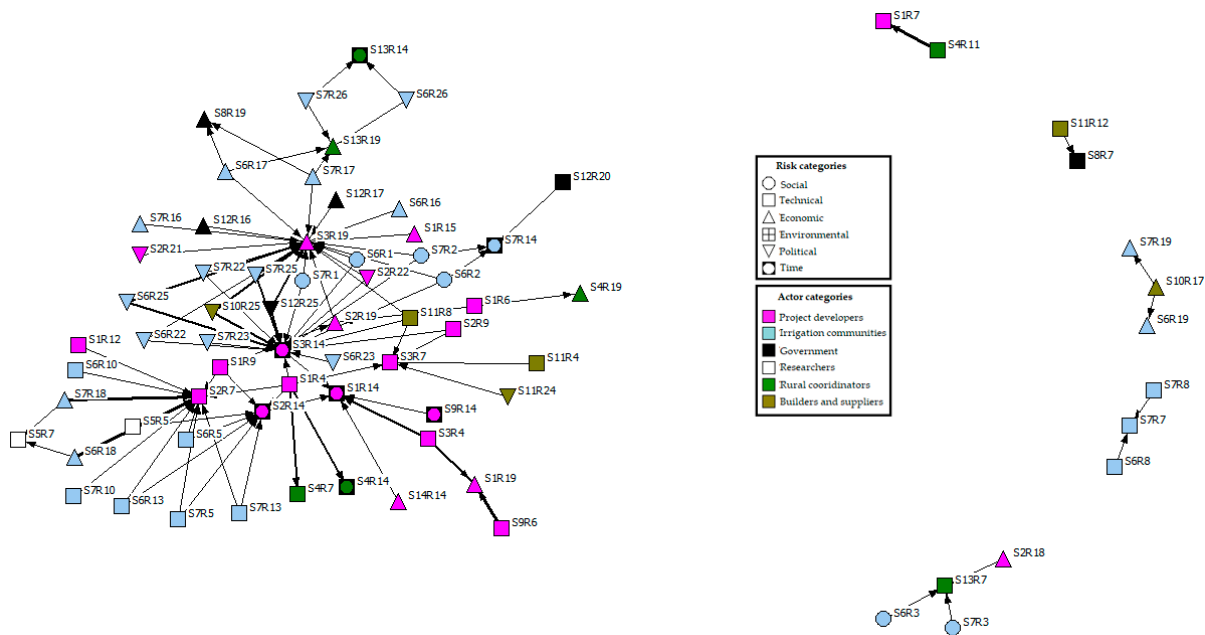 S1R7
S4R11
S13R14
S7R26
S6R26
S8R19
S11R12
S13R19
S8R7
S6R17
S7R17
Risk categories
S12R20
Social
S12R17
Technical
S6R16
Economic
S7R16
S12R16
S1R15
Environmental
S3R19
S7R14
S7R19
S2R21
S7R2
Political
S6R1
Time
S7R22
S7R25
S7R1
S2R22
S6R2
S10R17
S6R25
S10R25
S12R25
S1R6
S4R19
Actor categories
S2R19
S11R8
S6R19
Project developers
S2R9
Irrigation communities
S6R22
S7R23
S3R14
Government
S1R12
S6R23
S3R7
S11R4
Researchers
S6R10
S1R9
Rural cooridinators
S1R4
S7R8
Builders and suppliers
S7R18
S2R7
S1R14
S11R24
S2R14
S9R14
S7R7
S5R5
S5R7
S6R5
S3R4
S6R18
S6R8
S1R19
S7R10
S4R7
S4R14
S6R13
S14R14
S7R5
S7R13
S9R6
S2R18
S13R7
S6R3
S7R3